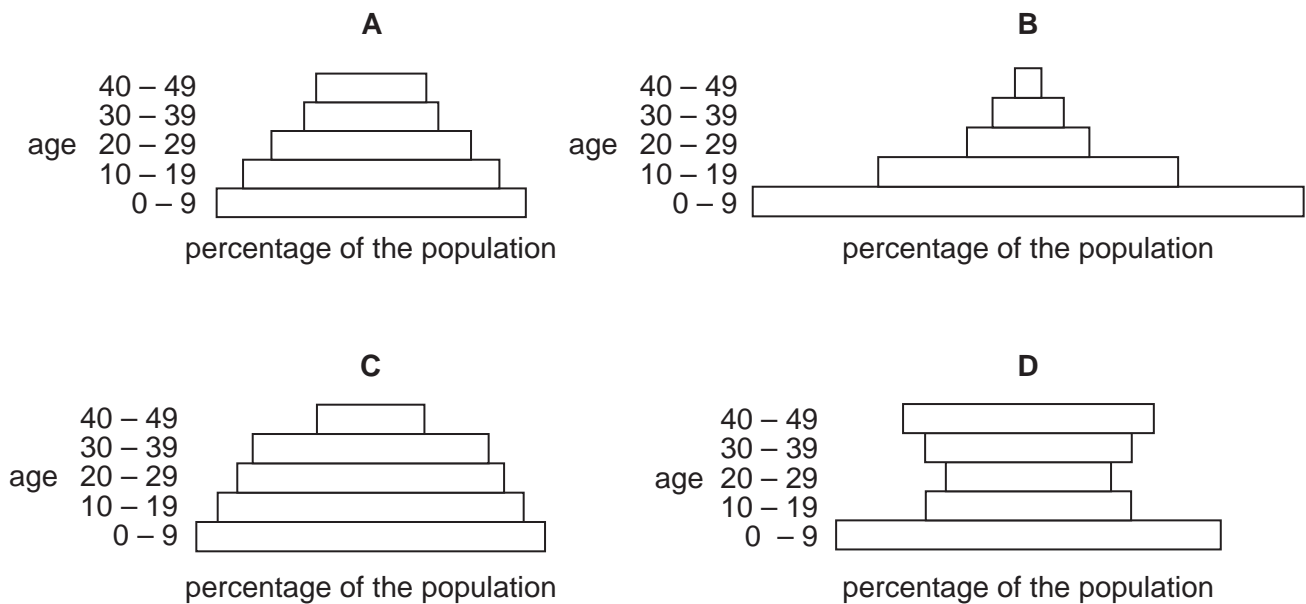 A
40 – 49
30 – 39
age 20 – 29
10 – 19
0 – 9
percentage of the population
B
40 – 49
30 – 39
age 20 – 29
10 – 19
0 – 9
percentage of the population
C
40 – 49
30 – 39
age 20 – 29
10 – 19
0 – 9
percentage of the population
D
40 – 49
30 – 39
age 20 – 29
10 – 19
0 – 9
percentage of the population